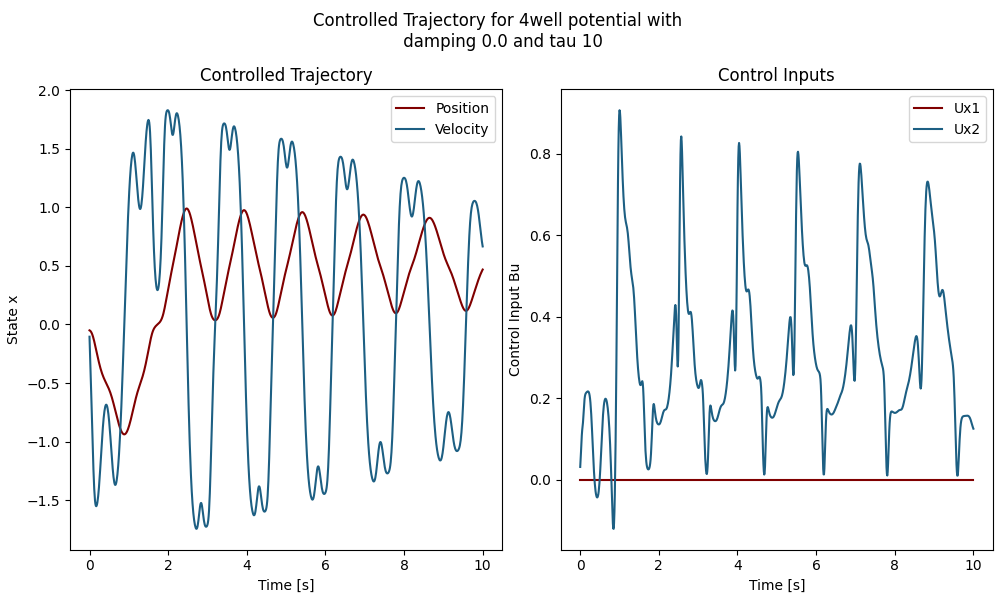 Controlled Trajectory for 4well potential with
damping 0.0 and tau 10
Controlled Trajectory
State x
2.0
1.5
1.0
0.5
0.0
−0.5
−1.0
−1.5
Position
Velocity
0 2 4 6 8 10
Time [s]
Control Inputs
Control Input Bu
0.8
0.6
0.4
0.2
0.0
Ux1
Ux2
0 2 4 6 8 10
Time [s]